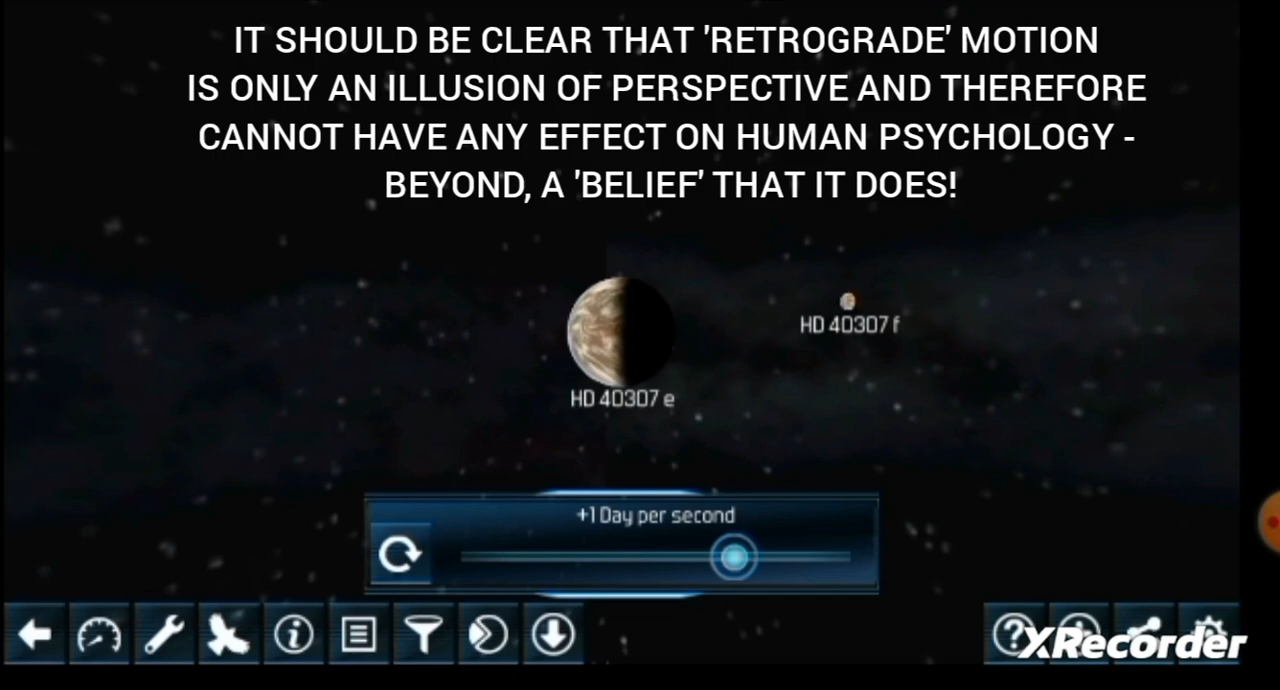 IT SHOULD BE CLEAR THAT 'RETROGRADE' MOTION
IS ONLY AN ILLUSION OF PERSPECTIVE AND THEREFORE
CANNOT HAVE ANY EFFECT ON HUMAN PSYCHOLOGY -
BEYOND, A 'BELIEF' THAT IT DOES!
HD 40307 f
HD 40307 e
+1 Day per second
XRecorder